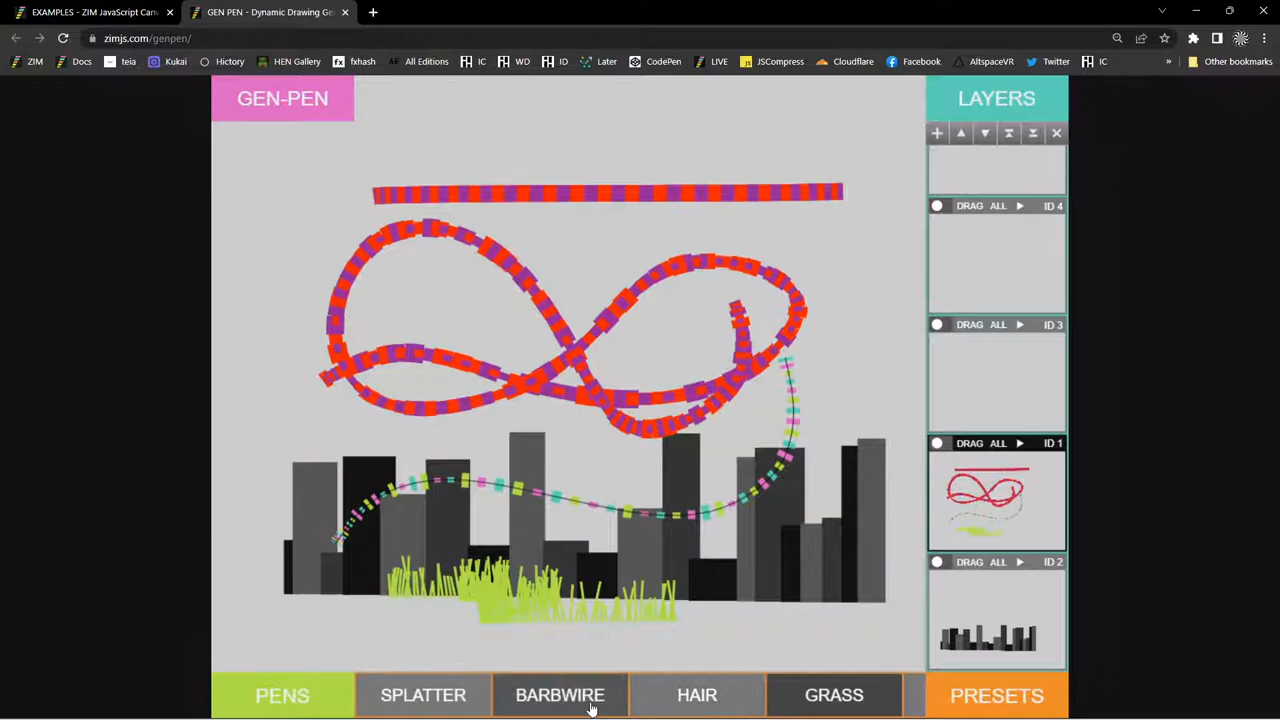 EXAMPLES - ZIM JavaScript Canv
GEN PEN - Dynamic Drawing Ge
zimjs.com/genpen/
ZIM Docs teia Kukai Hictory HEN Gallery fxhash All Editions IC WD ID Later CodePen LIVE JSCompress Cloudflare Facebook AltspaceVR Twitter IC » Other bookmarks
GEN-PEN
LAYERS
DRAG ALL ID 4
DRAG ALL ID 3
DRAG ALL ID 1
DRAG ALL ID 2
PENS SPLATTER BARBWIRE HAIR GRASS PRESETS